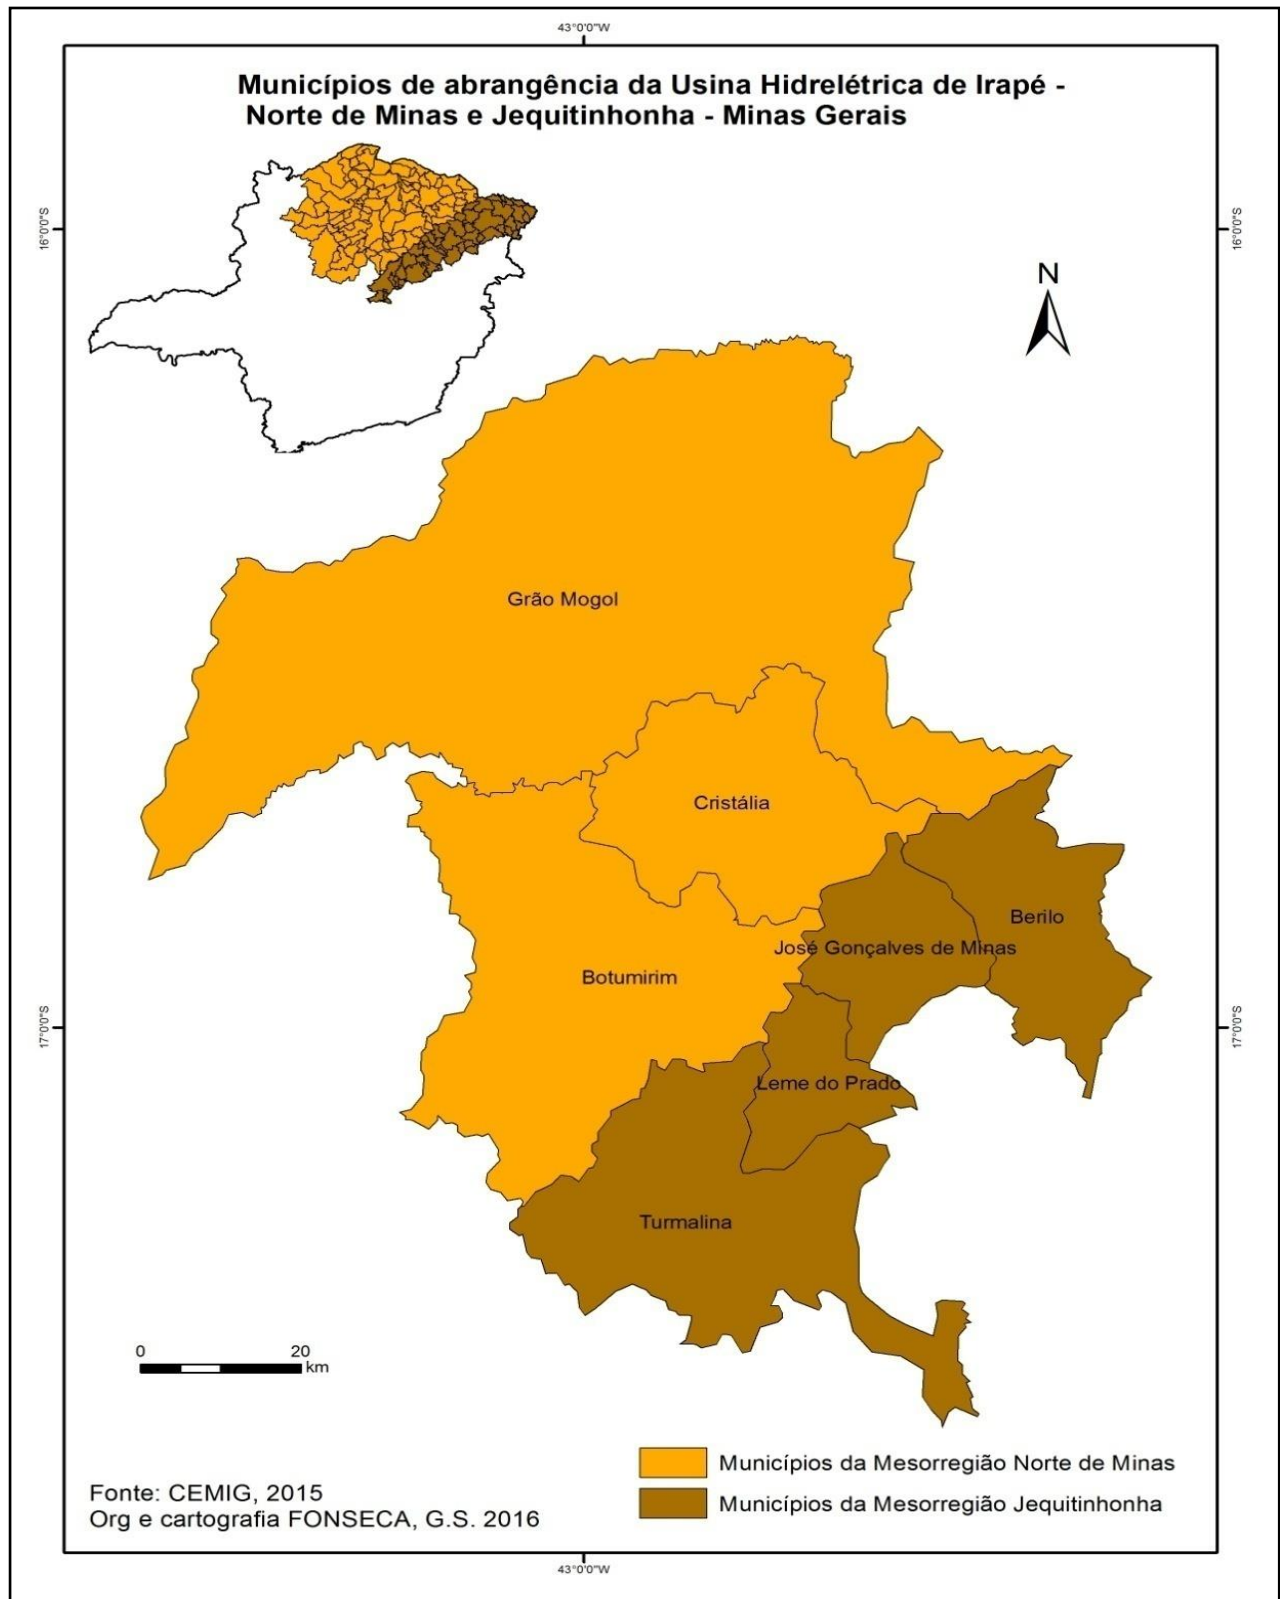 43°0'0"W
Municípios de abrangência da Usina Hidrelétrica de Irapé -
Norte de Minas e Jequitinhonha - Minas Gerais
16°0'0"S
16°0'0"S
N
Grão Mogol
Cristália
Berilo
José Gonçalves de Minas
Botumirim
17°0'0"S
17°0'0"S
Leme do Prado
Turmalina
0 20
km
Municípios da Mesorregião Norte de Minas
Municípios da Mesorregião Jequitinhonha
Fonte: CEMIG, 2015
Org e cartografia FONSECA, G.S. 2016
43°0'0"W